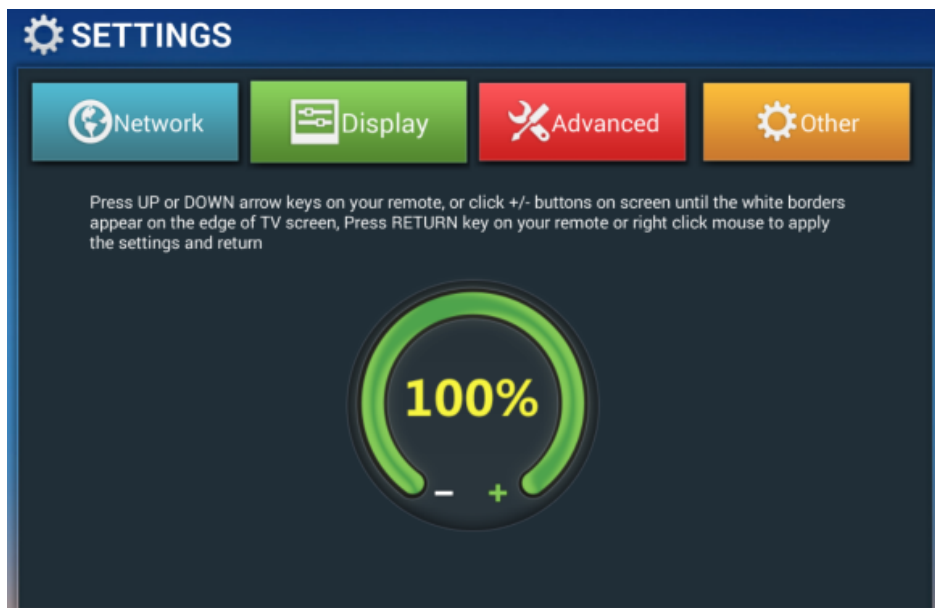 SETTINGS
Network Display Advanced Other
Press UP or DOWN arrow keys on your remote, or click +/- buttons on screen until the white borders
appear on the edge of TV screen, Press RETURN key on your remote or right click mouse to apply
the settings and return
100%
- +